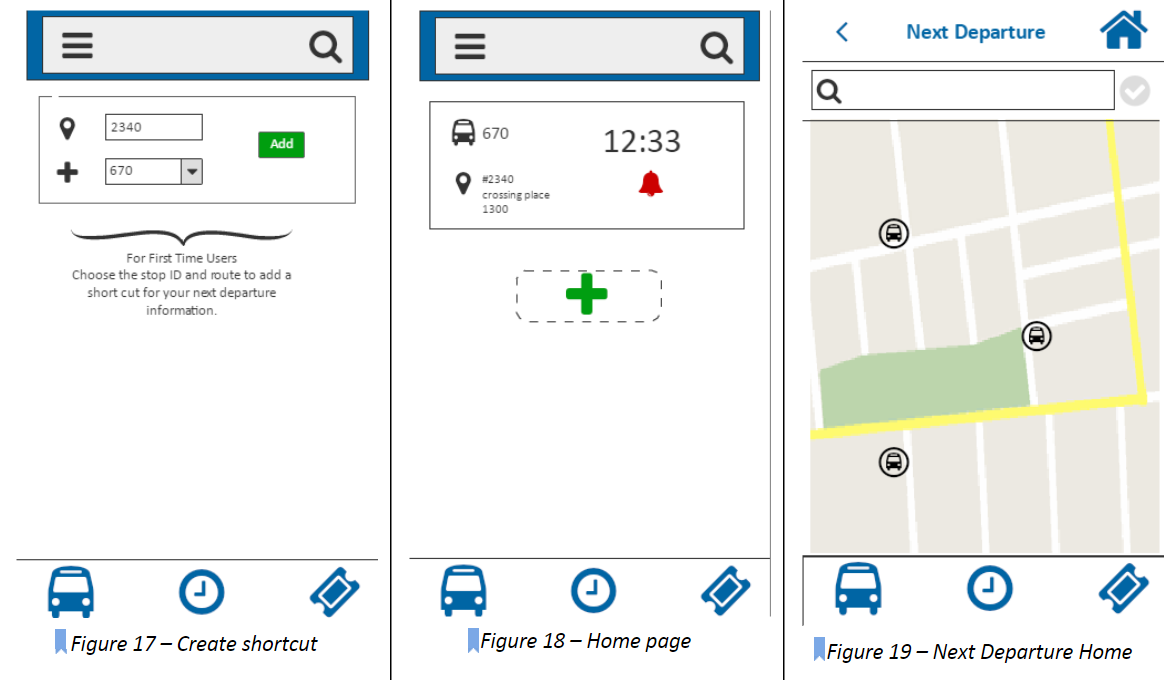 2340
Add
670
For First Time Users
Choose the stop ID and route to add a
short cut for your next departure
information.
Figure 17 – Create shortcut
670
12:33
#2340
crossing place
1300
Figure 18 – Home page
Next Departure
Figure 19 – Next Departure Home